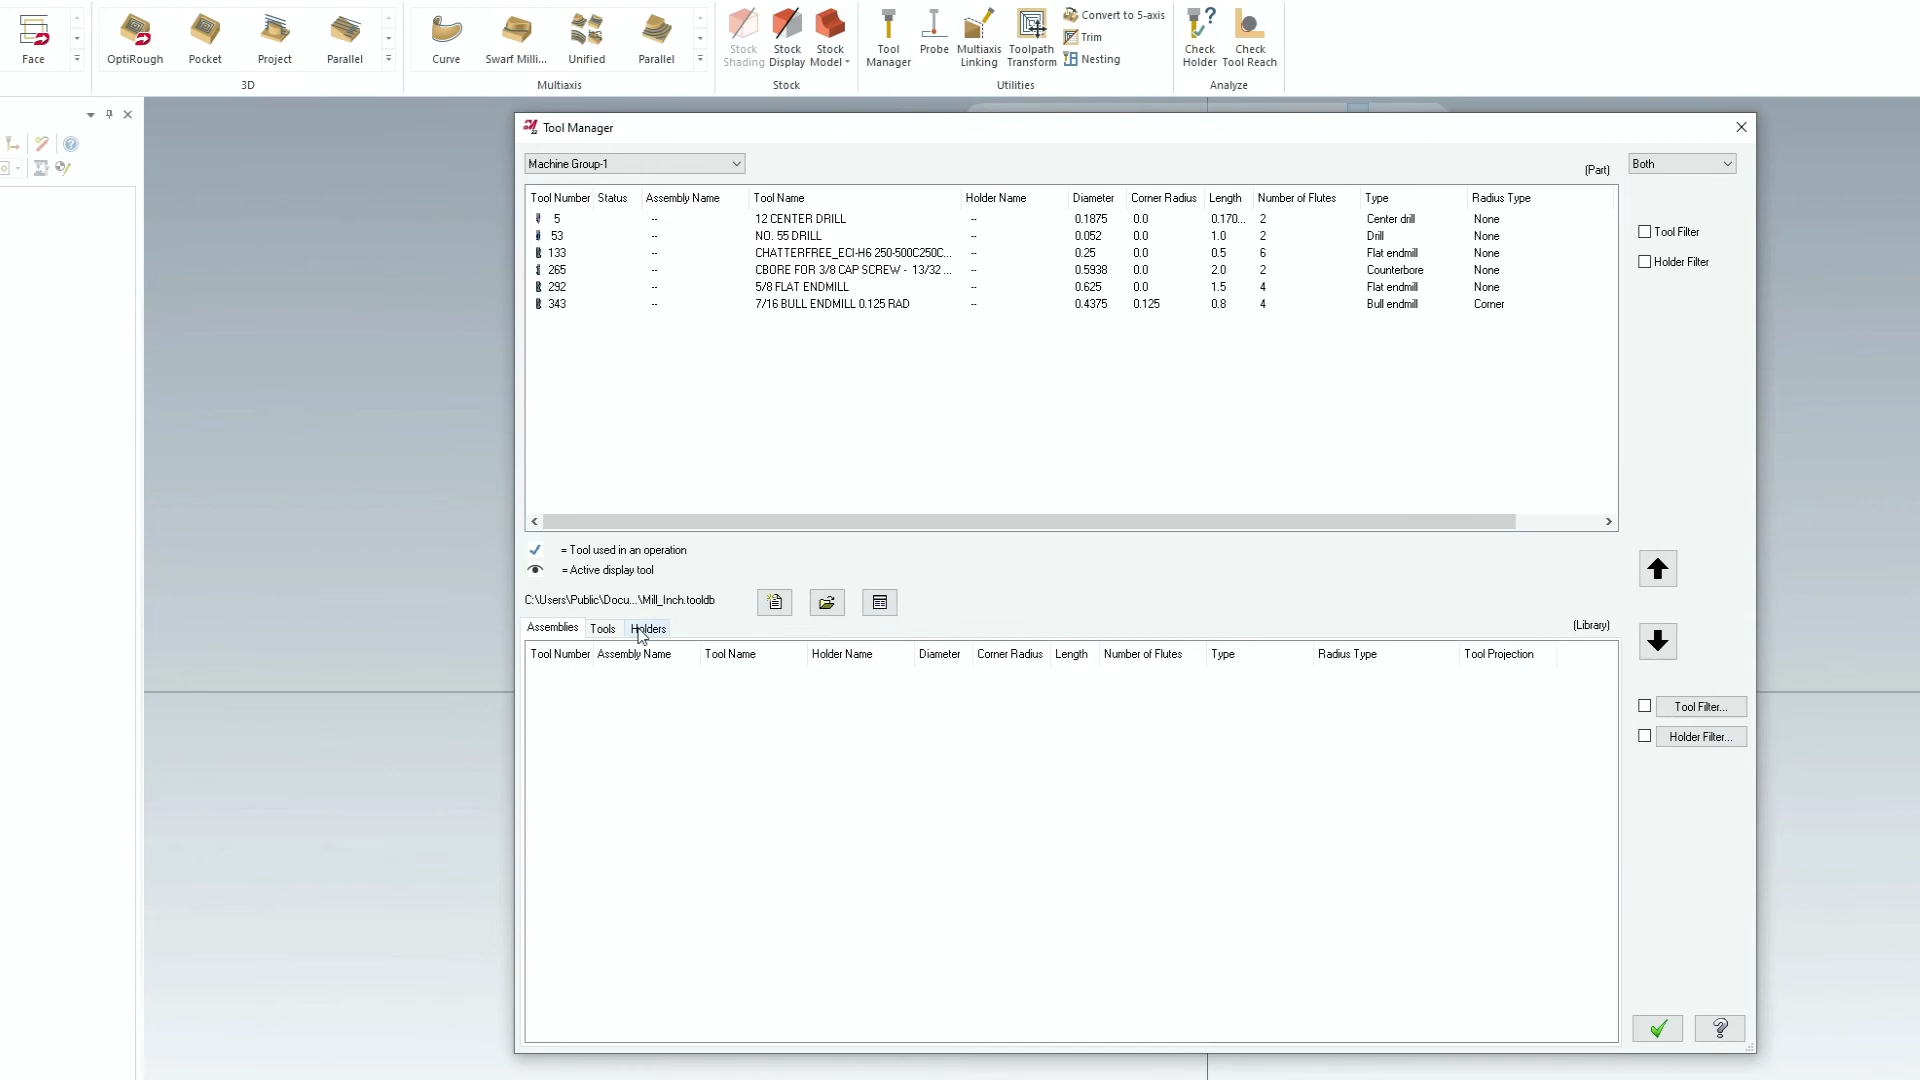 Face
OptiRough Pocket Project Parallel
3D
Curve Swarf Milli... Unified Parallel
Multiaxis
Stock Shading Stock Display Stock Model
Stock
Tool Manager Probe Multiaxis Linking Toolpath Transform
Convert to 5-axis
Trim
Nesting
Utilities
Check Holder Check Tool Reach
Analyze
Tool Manager
Machine Group-1
(Part)
Both
Tool Number Status Assembly Name Tool Name Holder Name Diameter Corner Radius Length Number of Flutes Type Radius Type
5 -- 12 CENTER DRILL -- 0.1875 0.0 0.170... 2 Center drill None
53 -- NO. 55 DRILL -- 0.052 0.0 1.0 2 Drill None
133 -- CHATTERFREE_ECI-H6 250-500C250C... -- 0.25 0.0 0.5 6 Flat endmill None
265 -- CBORE FOR 3/8 CAP SCREW - 13/32 ... -- 0.5938 0.0 2.0 2 Counterbore None
292 -- 5/8 FLAT ENDMILL -- 0.625 0.0 1.5 4 Flat endmill None
343 -- 7/16 BULL ENDMILL 0.125 RAD -- 0.4375 0.125 0.8 4 Bull endmill Corner
Tool Filter
Holder Filter
= Tool used in an operation
= Active display tool
C:\Users\Public\Docu...\Mill_Inch.tooldb
Assemblies Tools Holders
(Library)
Tool Number Assembly Name Tool Name Holder Name Diameter Corner Radius Length Number of Flutes Type Radius Type Tool Projection
Tool Filter...
Holder Filter...